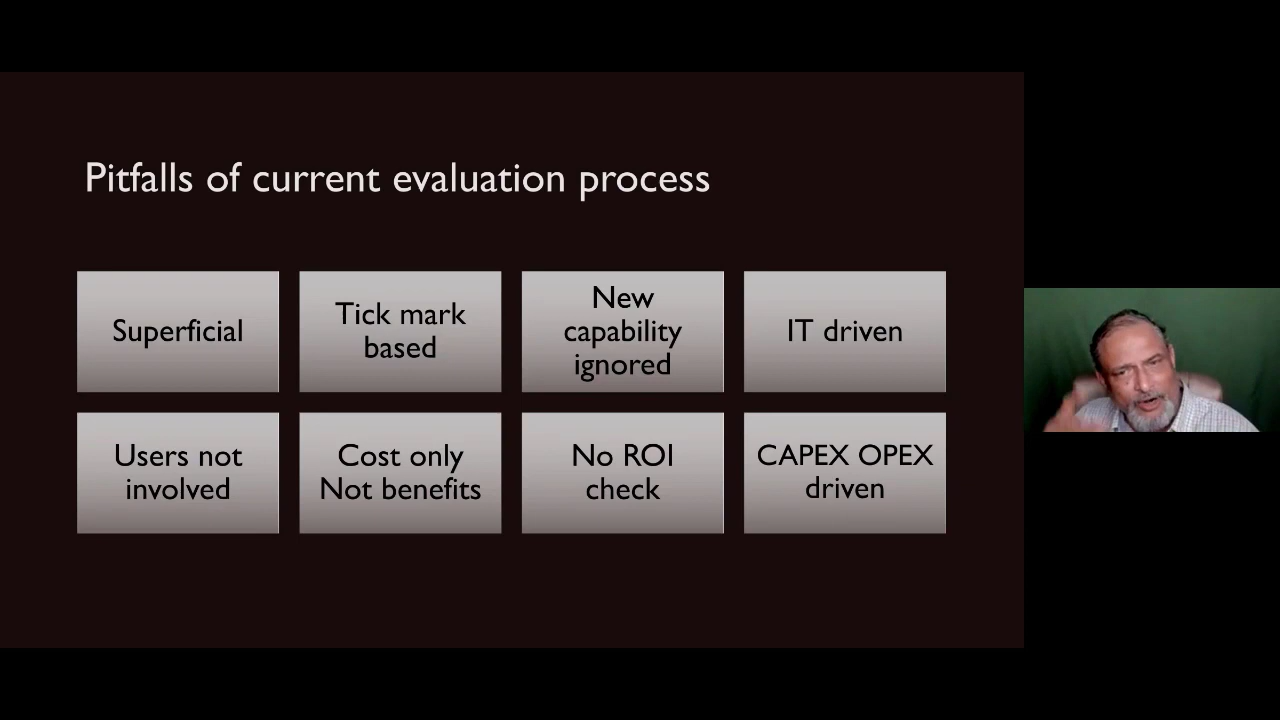 Pitfalls of current evaluation process
Superficial
Tick mark
based
New
capability
ignored
IT driven
Users not
involved
Cost only
Not benefits
No ROI
check
CAPEX OPEX
driven